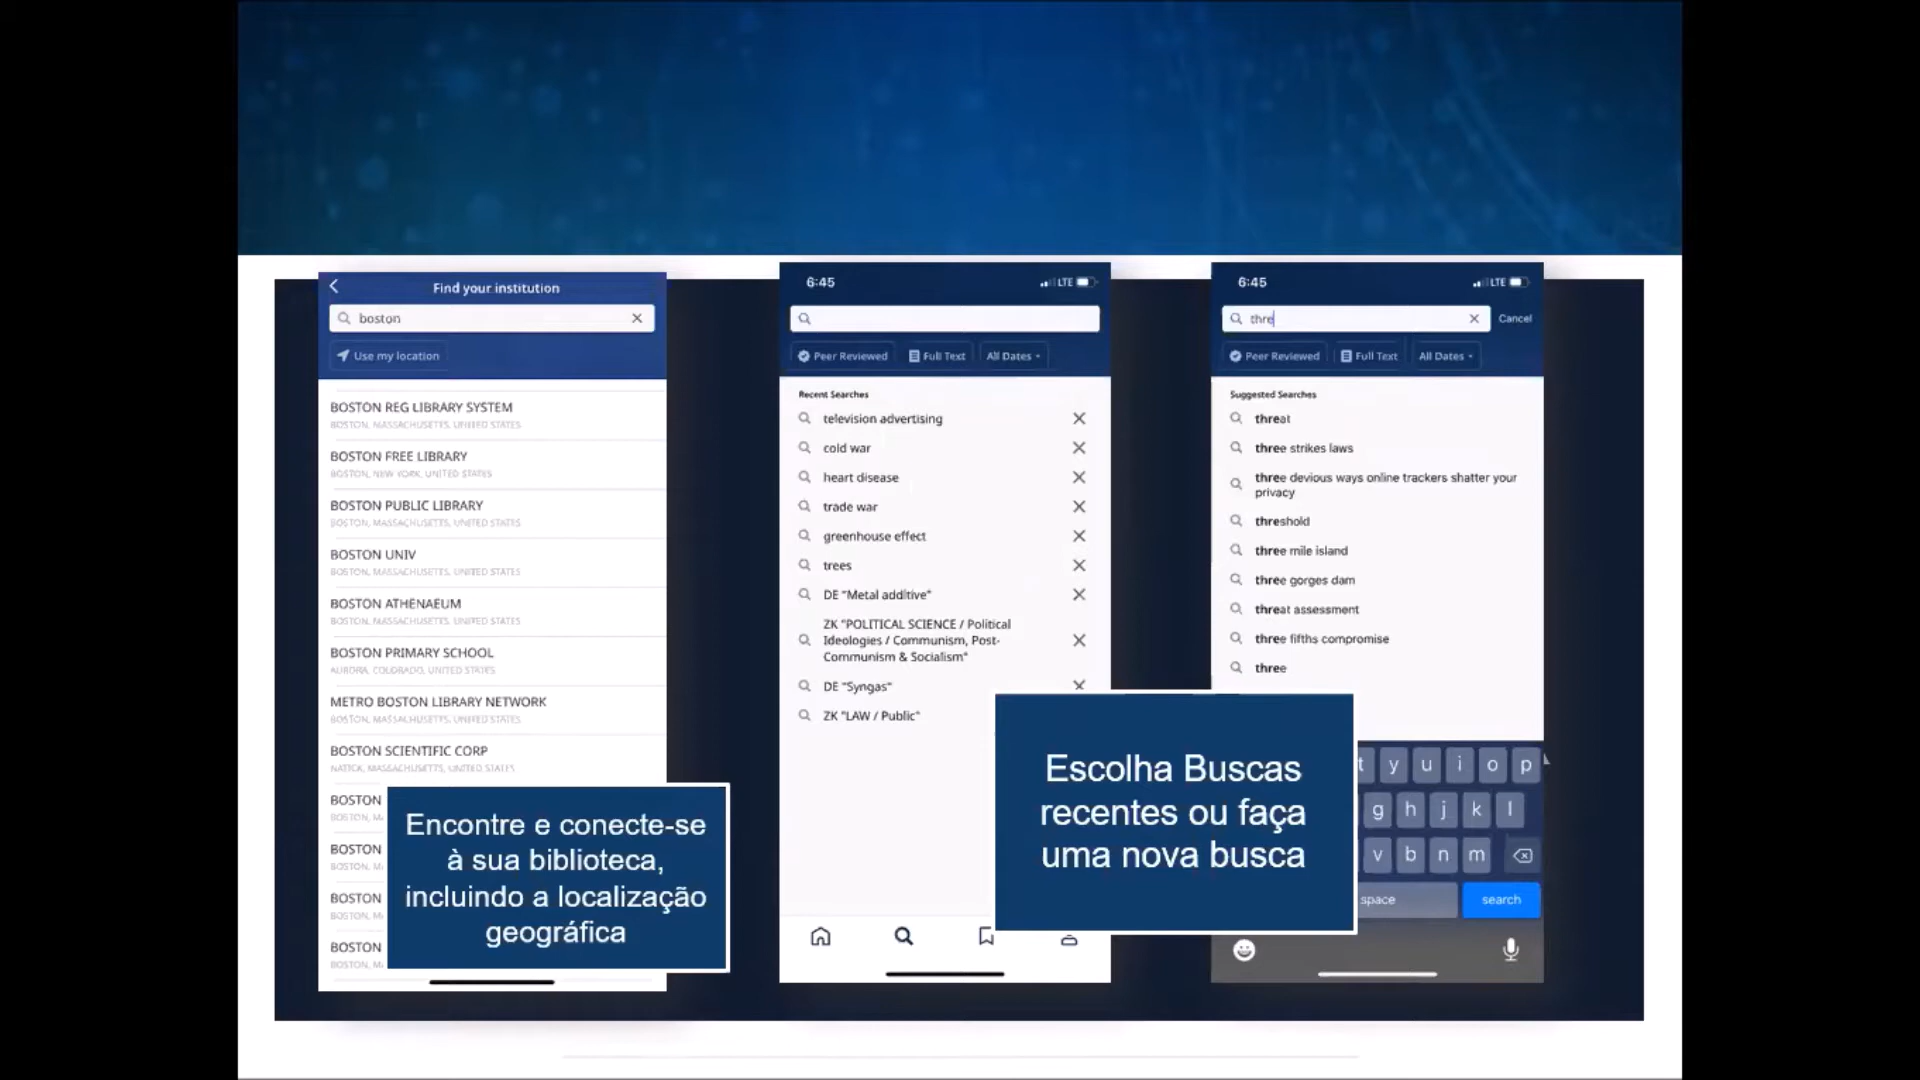 Find your institution
boston
Use my location
BOSTON REG LIBRARY SYSTEM
BOSTON, MASSACHUSETTS, UNITED STATES
BOSTON FREE LIBRARY
BOSTON, NEW YORK, UNITED STATES
BOSTON PUBLIC LIBRARY
BOSTON, MASSACHUSETTS, UNITED STATES
BOSTON UNIV
BOSTON, MASSACHUSETTS, UNITED STATES
BOSTON ATHENAEUM
BOSTON, MASSACHUSETTS, UNITED STATES
BOSTON PRIMARY SCHOOL
AURORA, COLORADO, UNITED STATES
METRO BOSTON LIBRARY NETWORK
BOSTON, MASSACHUSETTS, UNITED STATES
BOSTON SCIENTIFIC CORP
NATICK, MASSACHUSETTS, UNITED STATES
BOSTON
BOSTON, M
BOSTON
BOSTON, M
BOSTON
BOSTON, M
BOSTON
BOSTON, M
Encontre e conecte-se
à sua biblioteca,
incluindo a localização
geográfica
6:45
LTE
Peer Reviewed Full Text All Dates
Recent Searches
television advertising
cold war
heart disease
trade war
greenhouse effect
trees
DE "Metal additive"
ZK "POLITICAL SCIENCE / Political
Ideologies / Communism, Post-
Communism & Socialism"
DE "Syngas"
ZK "LAW / Public"
Escolha Buscas
recentes ou faça
uma nova busca
6:45
LTE
thre
Cancel
Peer Reviewed Full Text All Dates
Suggested Searches
threat
three strikes laws
three devious ways online trackers shatter your
privacy
threshold
three mile island
three gorges dam
threat assessment
three fifths compromise
three
t y u i o p
g h j k l
v b n m
space search